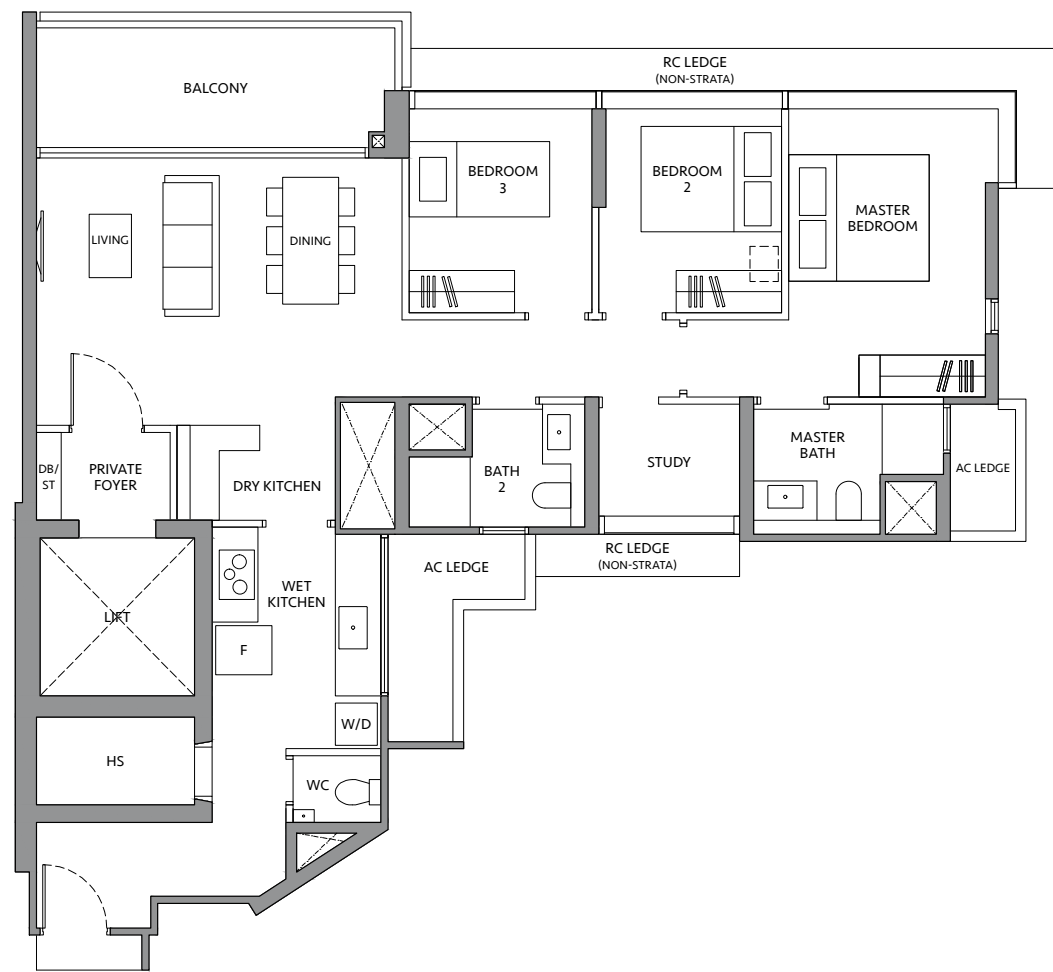 RC LEDGE
(NON-STRATA)
BALCONY
BEDROOM
3
BEDROOM
2
MASTER
BEDROOM
LIVING
DINING
DB/
ST
PRIVATE
FOYER
DRY KITCHEN
BATH
2
STUDY
MASTER
BATH
AC LEDGE
RC LEDGE
(NON-STRATA)
AC LEDGE
WET
KITCHEN
LIFT
F
W/D
HS
WC